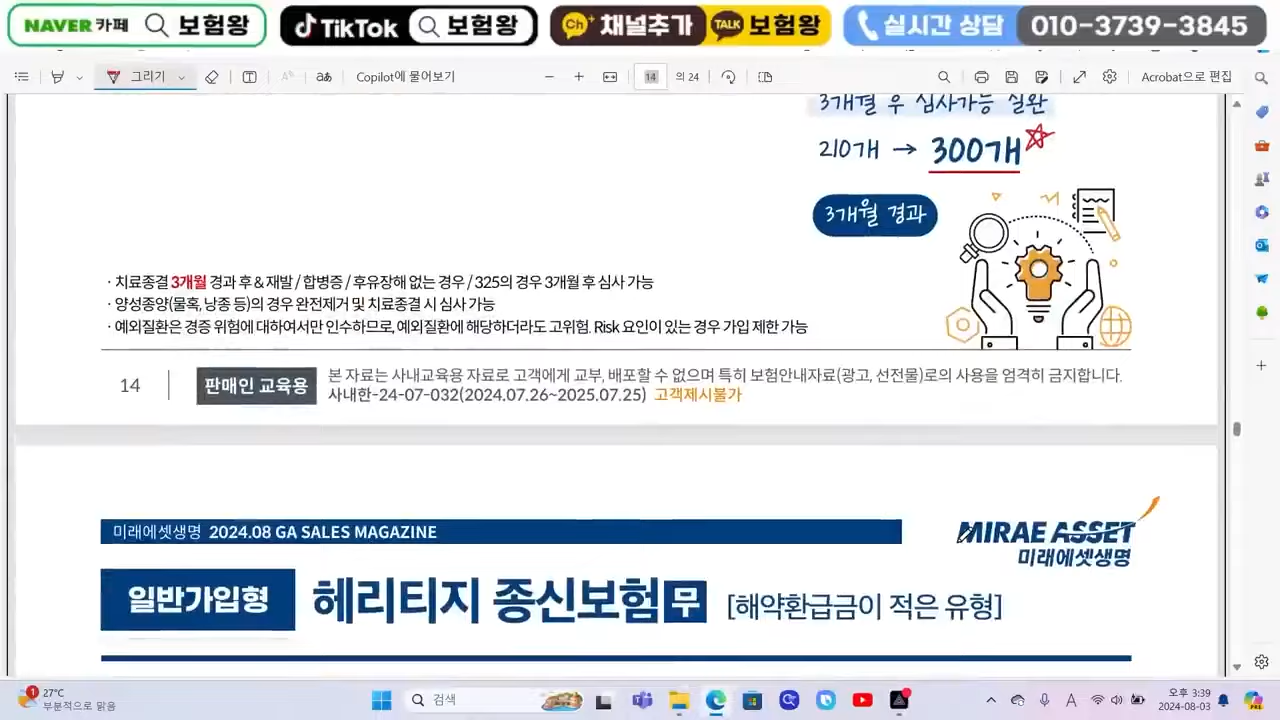 NAVER 카페 보험왕 TikTok 보험왕 Ch+ 채널추가 TALK 보험왕 실시간 상담 010-3739-3845
그리기 Copilot에 물어보기 14 의 24 Acrobat으로 편집
3개월 후 심사가능 질환
210개 → 300개
3개월 경과
· 치료종결 3개월 경과 후 & 재발 / 합병증 / 후유장해 없는 경우 / 325의 경우 3개월 후 심사 가능
· 양성종양(물혹, 낭종 등)의 경우 완전제거 및 치료종결 시 심사 가능
· 예외질환은 경증 위험에 대하여서만 인수하므로, 예외질환에 해당하더라도 고위험. Risk 요인이 있는 경우 가입 제한 가능
14 판매인 교육용 본 자료는 사내교육용 자료로 고객에게 교부, 배포할 수 없으며 특히 보험안내자료(광고, 선전물)로의 사용을 엄격히 금지합니다.
사내한-24-07-032(2024.07.26~2025.07.25) 고객제시불가
미래에셋생명 2024.08 GA SALES MAGAZINE
MIRAE ASSET
미래에셋생명
일반가입형 헤리티지 종신보험 무 [해약환급금이 적은 유형]
1 27°C
부분적으로 맑음
검색
A
오후 3:39
2024-08-03